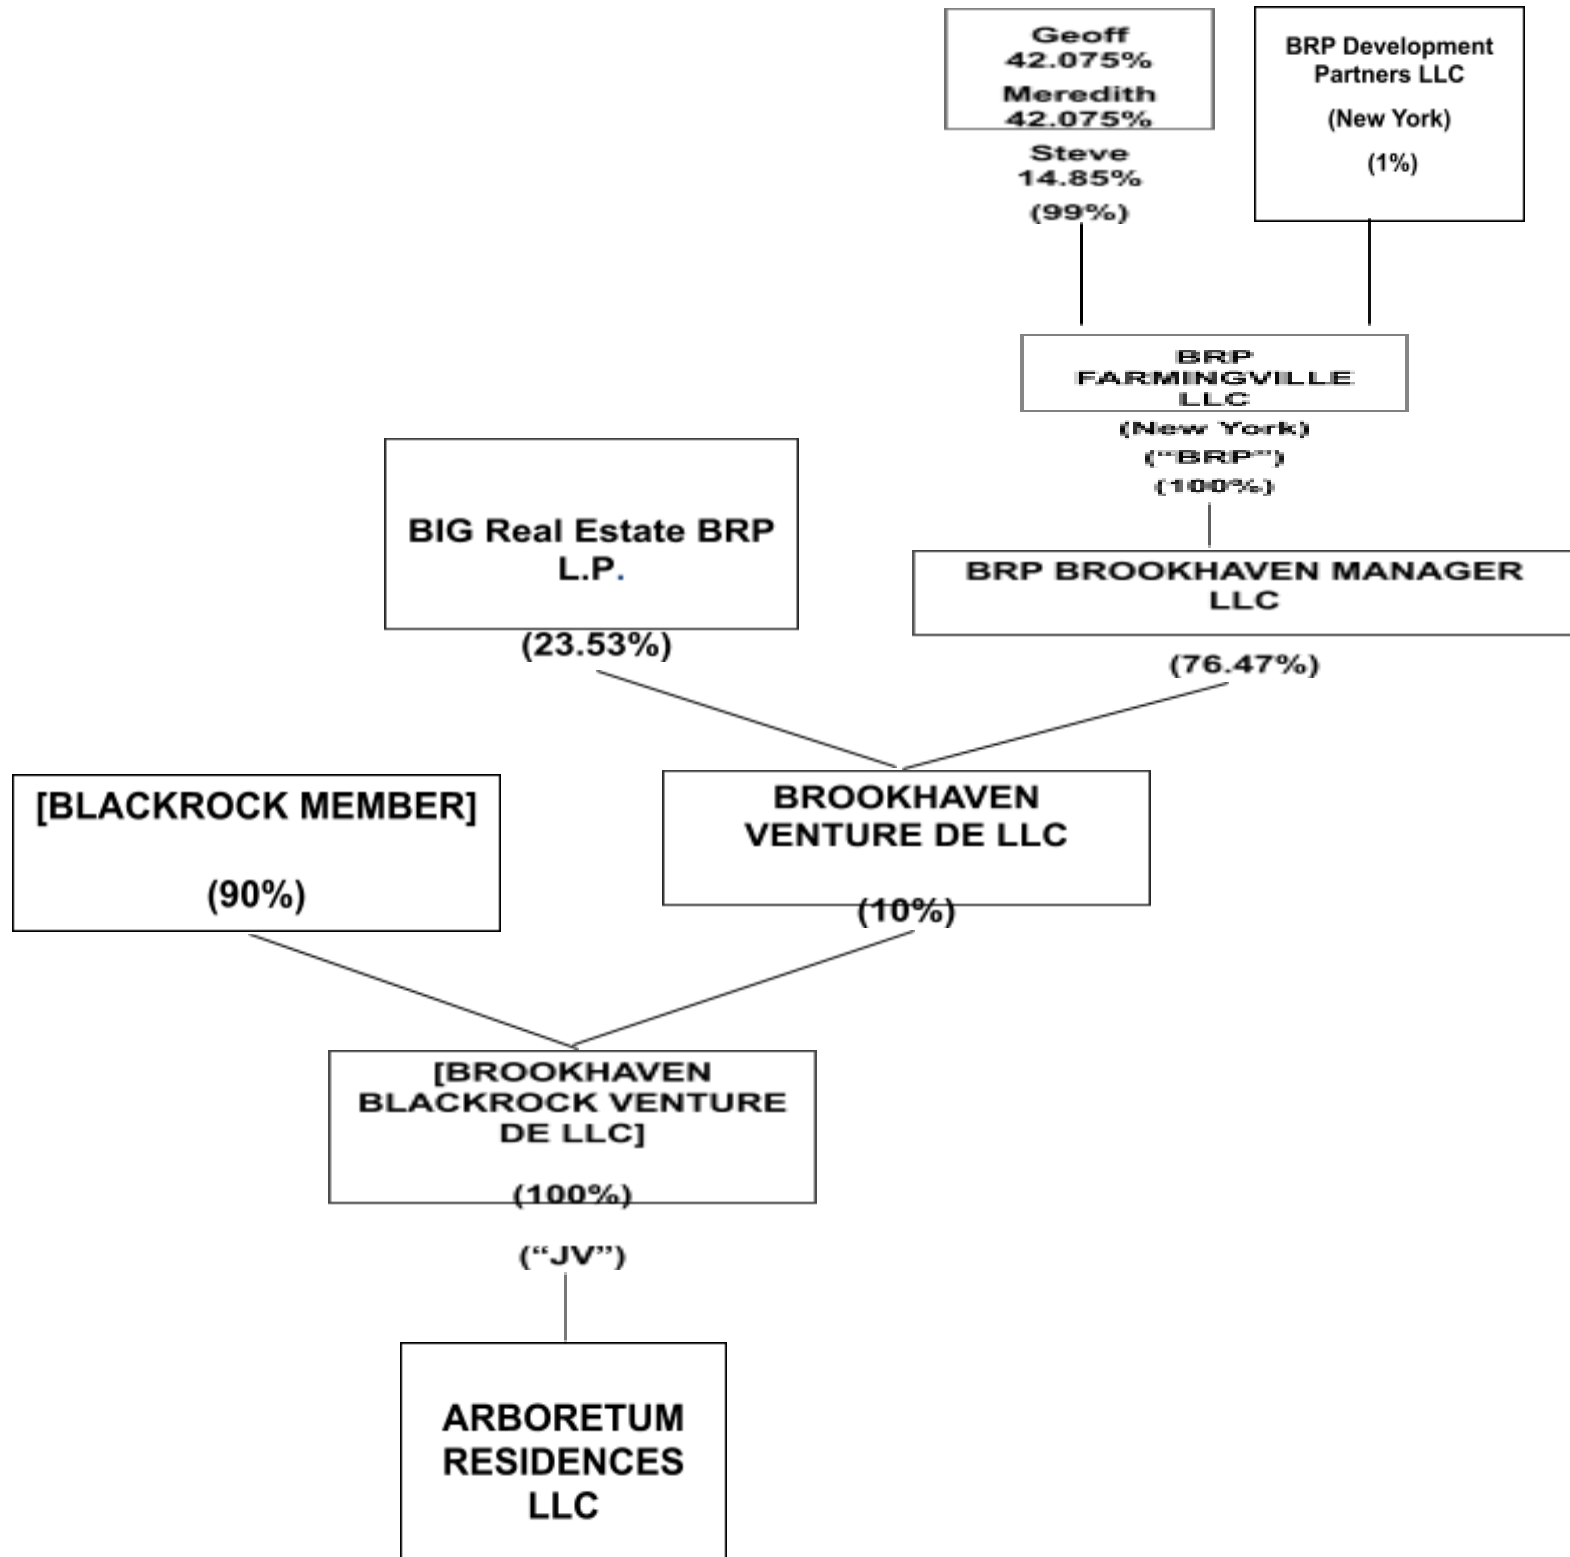 Geoff
42.075%
Meredith
42.075%
Steve
14.85%
(99%)
BRP Development
Partners LLC
(New York)
(1%)
BRP
FARMINGVILLE
LLC
(New York)
(“BRP”)
(100%)
BIG Real Estate BRP
L.P.
(23.53%)
BRP BROOKHAVEN MANAGER
LLC
(76.47%)
[BLACKROCK MEMBER]
(90%)
BROOKHAVEN
VENTURE DE LLC
(10%)
[BROOKHAVEN
BLACKROCK VENTURE
DE LLC]
(100%)
(“JV”)
ARBORETUM
RESIDENCES
LLC